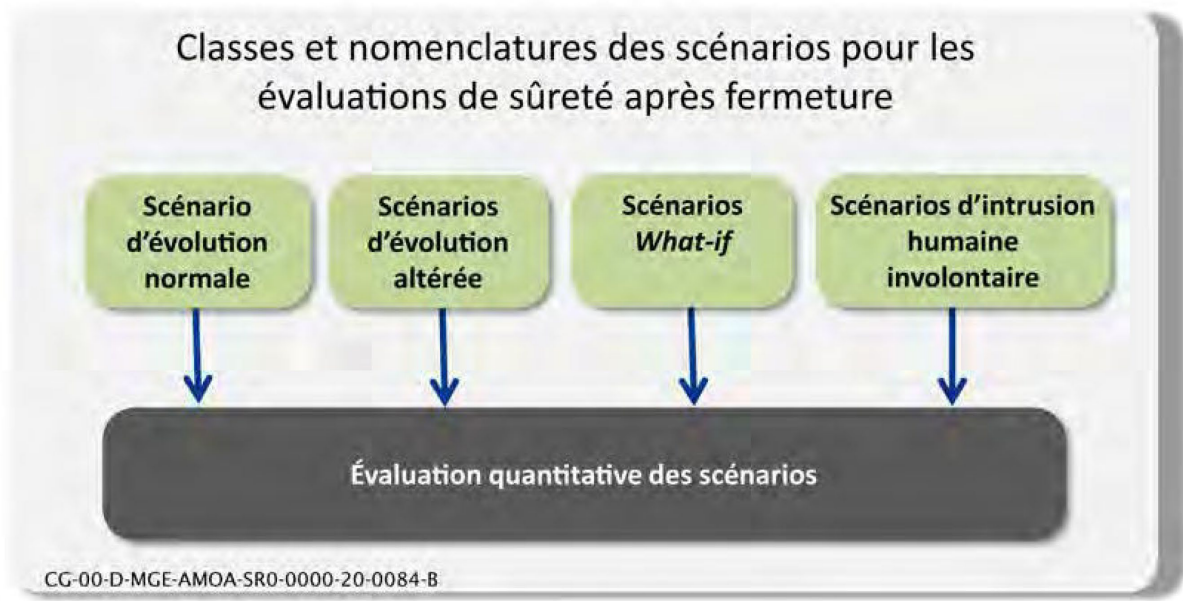 Classes et nomenclatures des scénarios pour les
évaluations de sûreté après fermeture
Scénario
d'évolution
normale
Scénarios
d'évolution
altérée
Scénarios
What-if
Scénarios d'intrusion
humaine
involontaire
Évaluation quantitative des scénarios
CG-00-D-MGE-AMOA-SR0-0000-20-0084-B